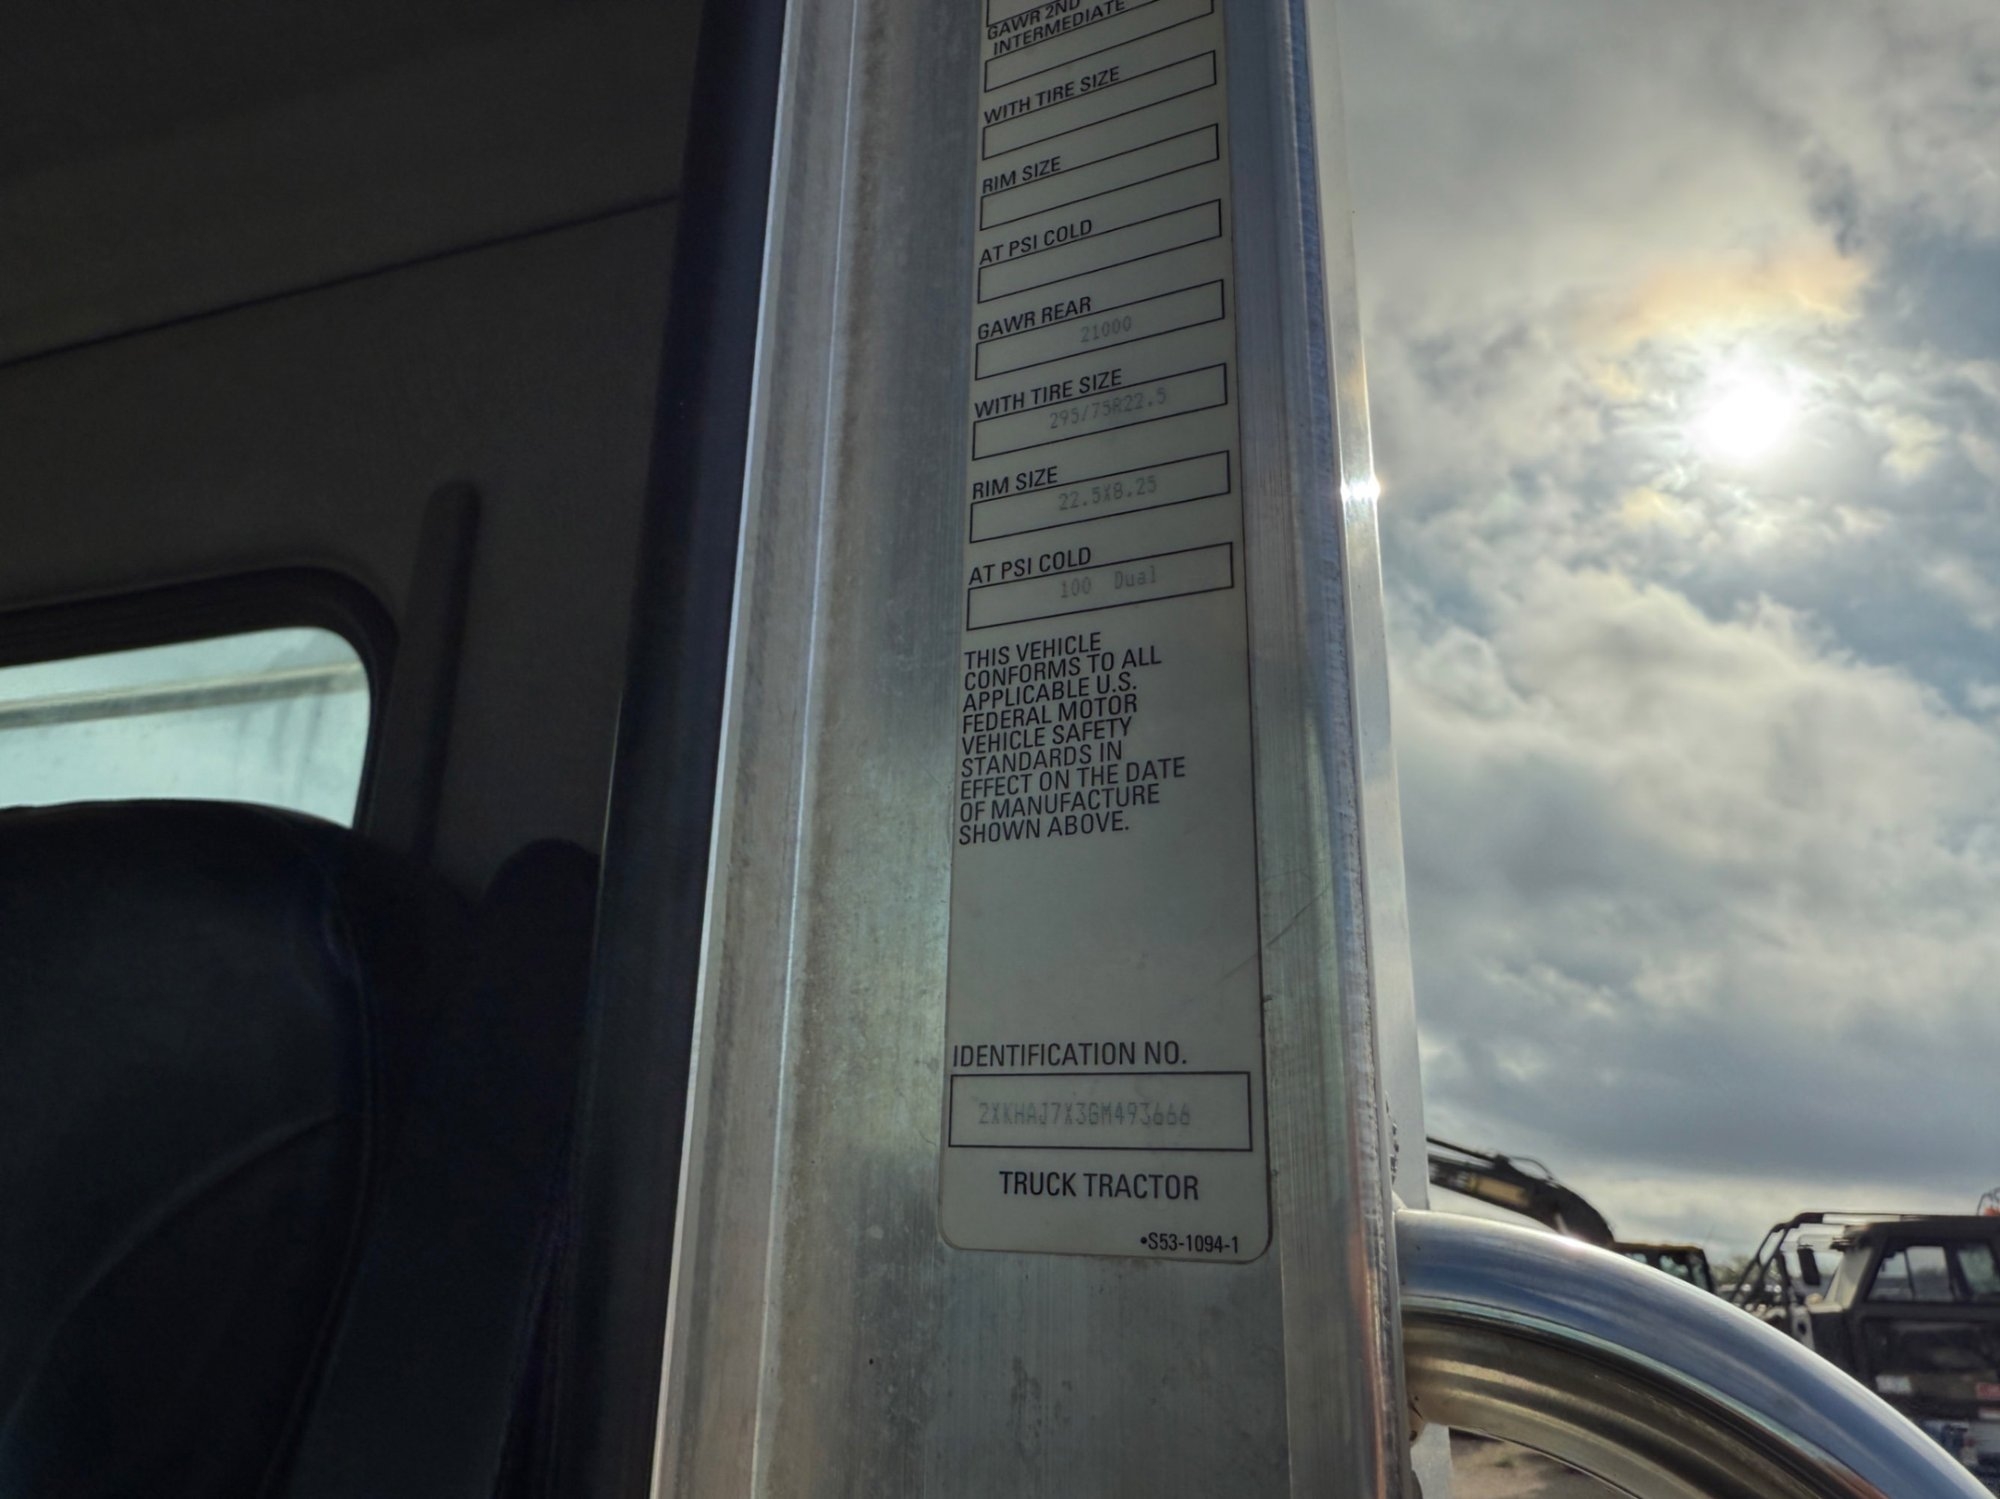 GAWR 2ND
INTERMEDIATE
WITH TIRE SIZE
RIM SIZE
AT PSI COLD
GAWR REAR
21000
WITH TIRE SIZE
295/75R22.5
RIM SIZE
22.5X8.25
AT PSI COLD
100 Dual
THIS VEHICLE
CONFORMS TO ALL
APPLICABLE U.S.
FEDERAL MOTOR
VEHICLE SAFETY
STANDARDS IN
EFFECT ON THE DATE
OF MANUFACTURE
SHOWN ABOVE.
IDENTIFICATION NO.
2XKHAJ7X3GM493666
TRUCK TRACTOR
•S53-1094-1